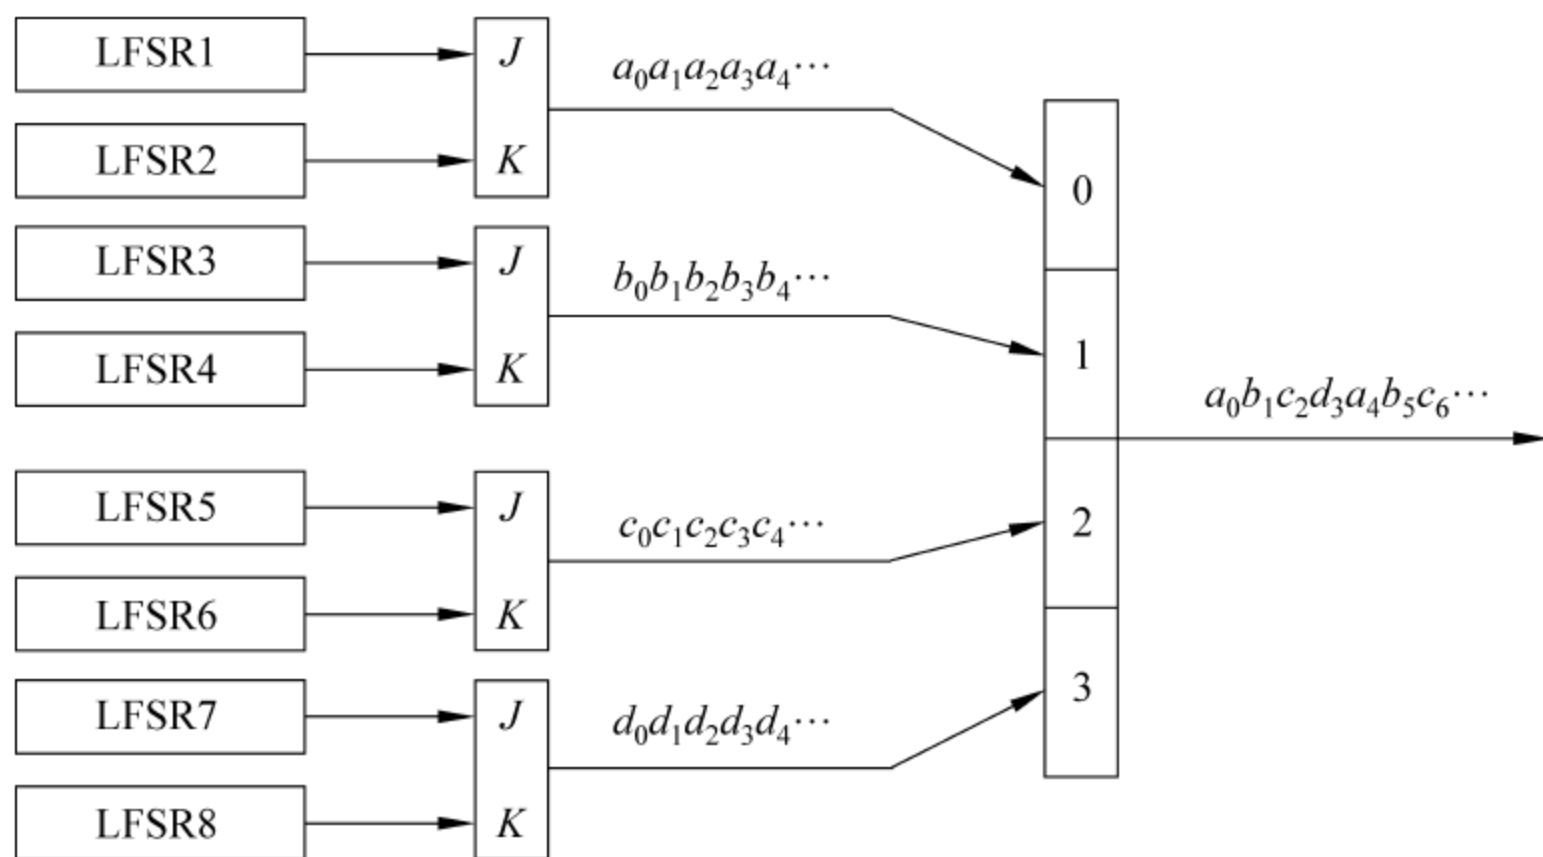 LFSR1
J
a₀a₁a₂a₃a₄⋯
LFSR2
K
0
LFSR3
J
b₀b₁b₂b₃b₄⋯
LFSR4
K
1
a₀b₁c₂d₃a₄b₅c₆⋯
LFSR5
J
c₀c₁c₂c₃c₄⋯
2
LFSR6
K
LFSR7
J
d₀d₁d₂d₃d₄⋯
3
LFSR8
K